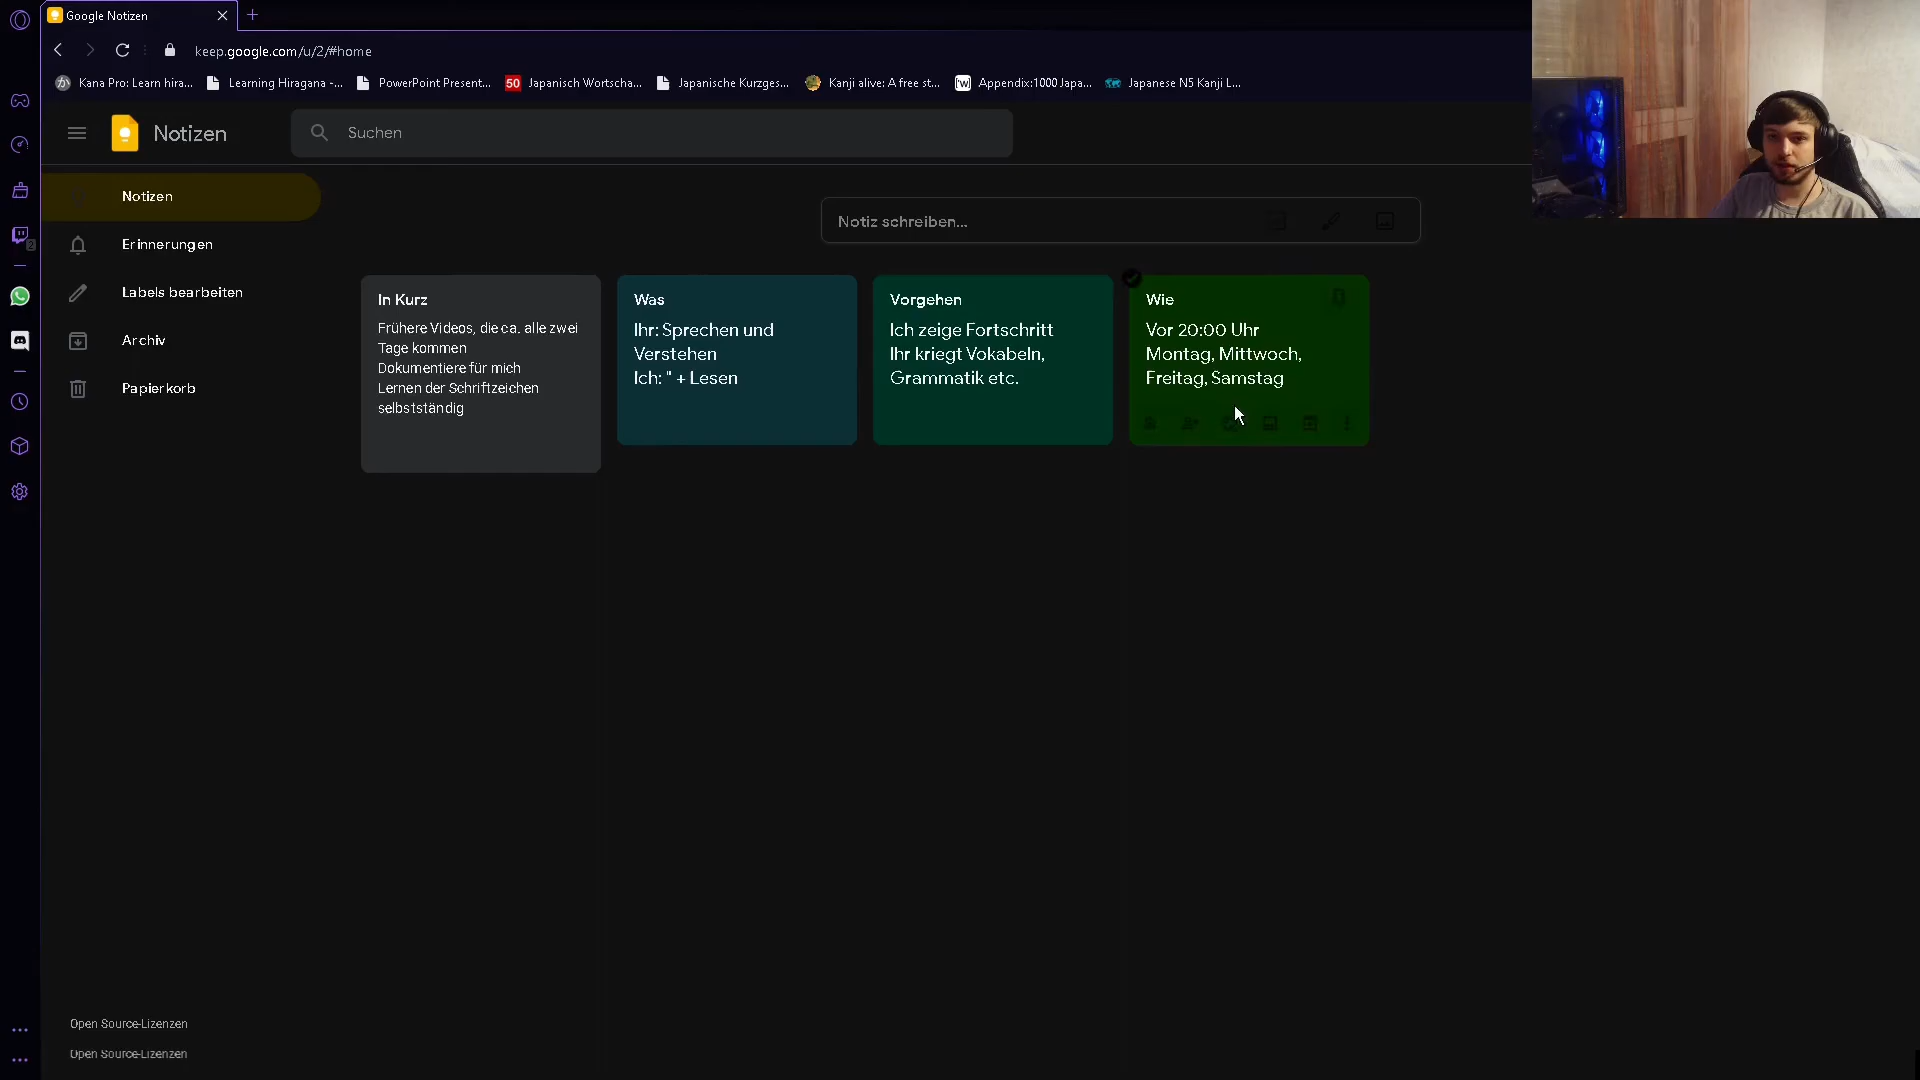 Google Notizen
keep.google.com/u/2/#home
Kana Pro: Learn hira...
Learning Hiragana -...
PowerPoint Present...
50
Japanisch Wortscha...
Japanische Kurzges...
Kanji alive: A free st...
Appendix:1000 Japa...
Japanese N5 Kanji L...
Notizen
Suchen
Notizen
Erinnerungen
Labels bearbeiten
Archiv
Papierkorb
Notiz schreiben...
In Kurz
Frühere Videos, die ca. alle zwei
Tage kommen
Dokumentiere für mich
Lernen der Schriftzeichen
selbstständig
Was
Ihr: Sprechen und
Verstehen
Ich: " + Lesen
Vorgehen
Ich zeige Fortschritt
Ihr kriegt Vokabeln,
Grammatik etc.
Wie
Vor 20:00 Uhr
Montag, Mittwoch,
Freitag, Samstag
Open Source-Lizenzen
Open Source-Lizenzen